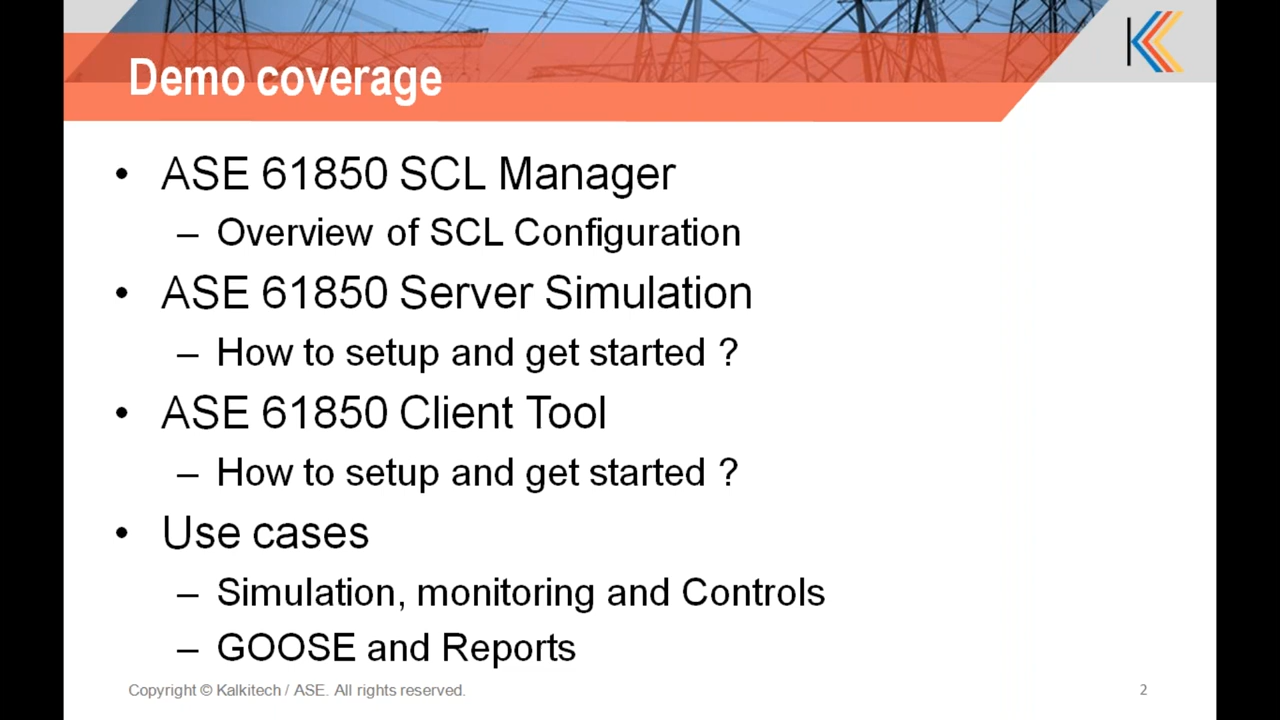 Demo coverage
• ASE 61850 SCL Manager
– Overview of SCL Configuration
• ASE 61850 Server Simulation
– How to setup and get started ?
• ASE 61850 Client Tool
– How to setup and get started ?
• Use cases
– Simulation, monitoring and Controls
– GOOSE and Reports
Copyright © Kalkitech / ASE. All rights reserved.
2